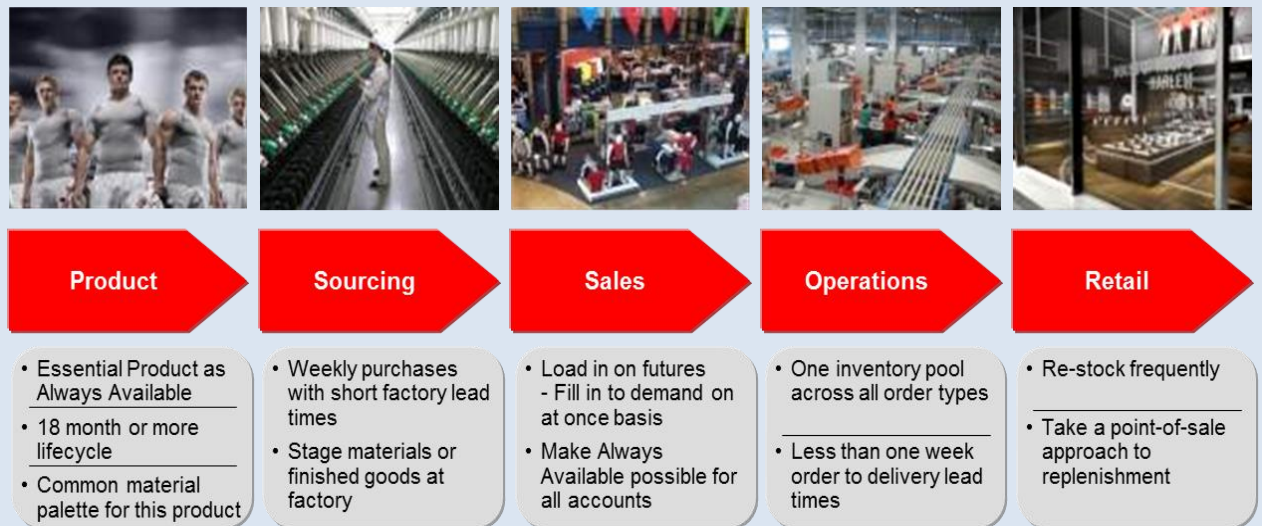 Product
Sourcing
Sales
Operations
Retail
• Essential Product as
Always Available
• 18 month or more
lifecycle
• Common material
palette for this product
• Weekly purchases
with short factory lead
times
• Stage materials or
finished goods at
factory
• Load in on futures
- Fill in to demand on
at once basis
• Make Always
Available possible for
all accounts
• One inventory pool
across all order types
• Less than one week
order to delivery lead
times
• Re-stock frequently
• Take a point-of-sale
approach to
replenishment